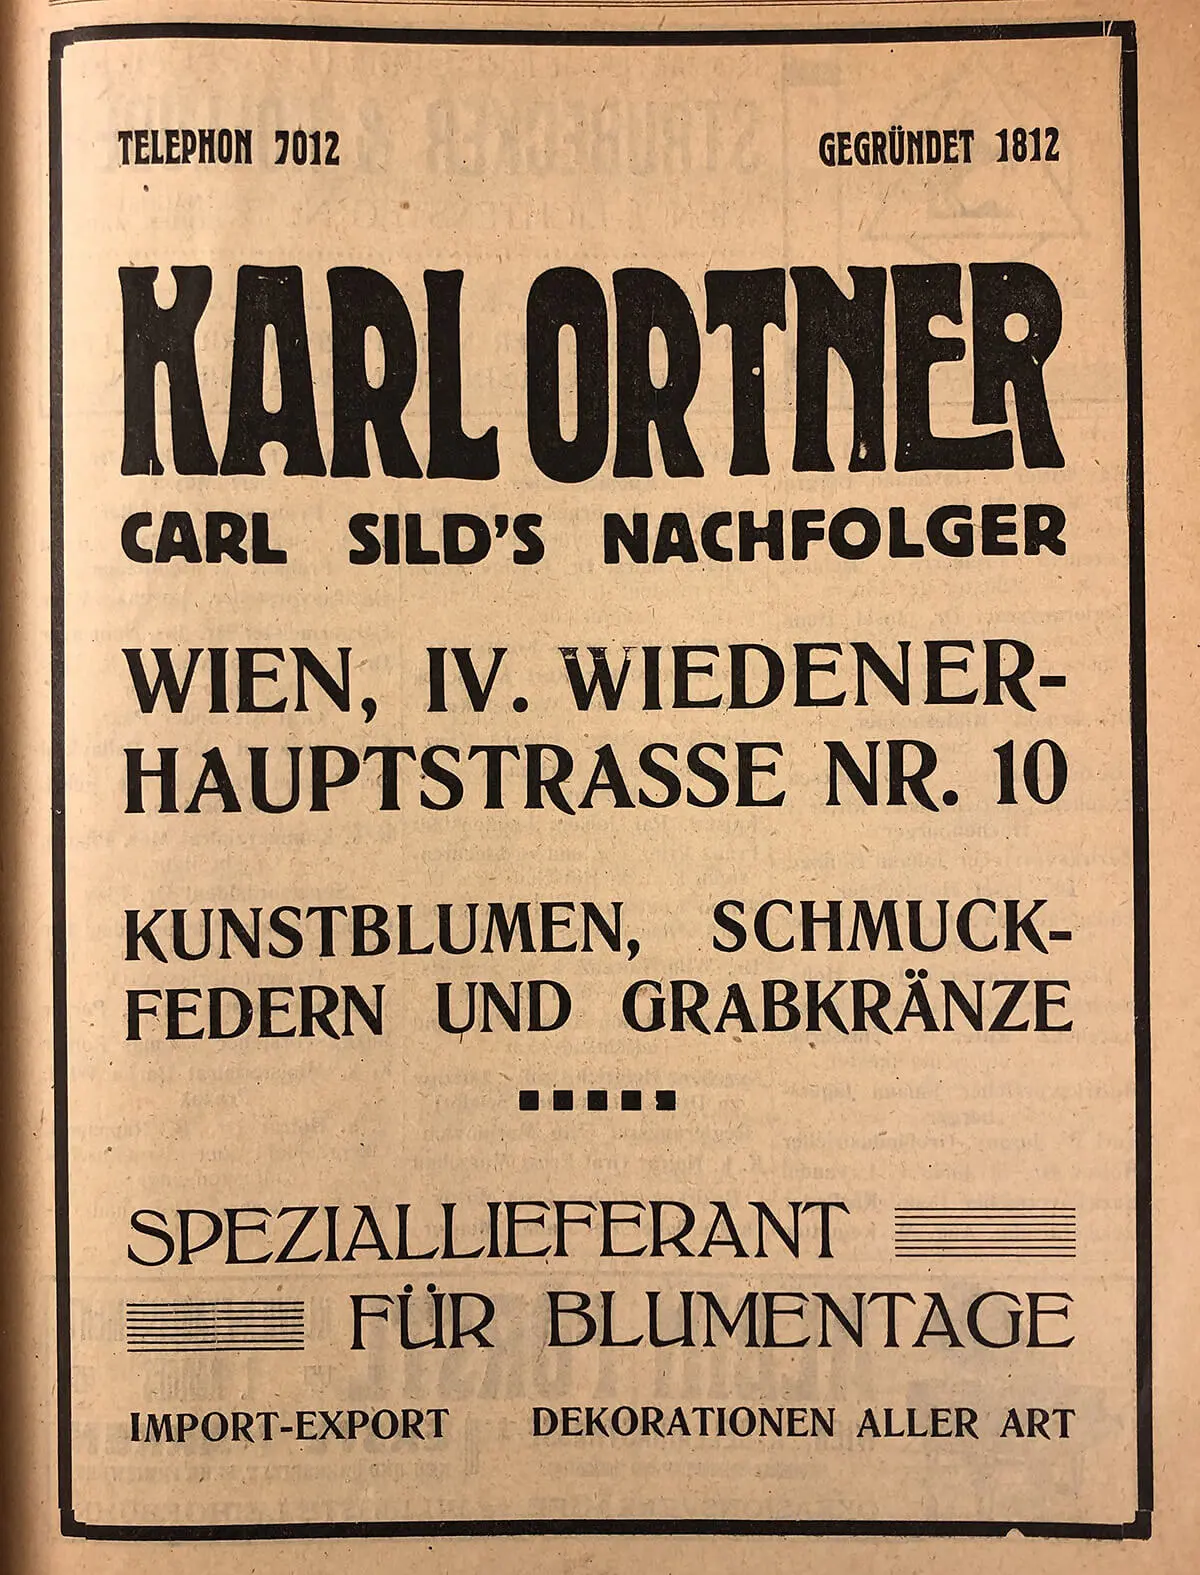 TELEPHON 7012 GEGRÜNDET 1812
KARL ORTNER
CARL SILD'S NACHFOLGER
WIEN, IV. WIEDENER-
HAUPTSTRASSE NR. 10
KUNSTBLUMEN, SCHMUCK-
FEDERN UND GRABKRÄNZE
SPEZIALLIEFERANT
FÜR BLUMENTAGE
IMPORT-EXPORT DEKORATIONEN ALLER ART